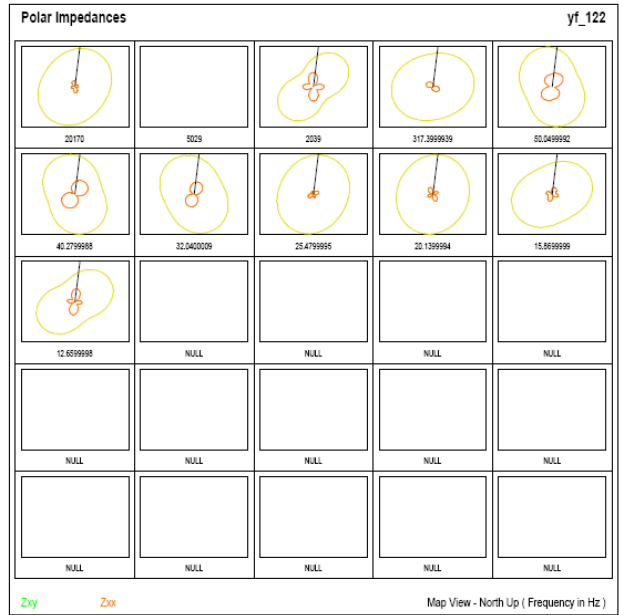 Polar Impedances yf_122
20170 5029 2039 317.3999939 50.0499992
40.2799988 32.0400009 25.4799995 20.1399994 15.8699999
12.6599998 NULL NULL NULL NULL
NULL NULL NULL NULL NULL
NULL NULL NULL NULL NULL
Zxy Zxx Map View - North Up ( Frequency in Hz )